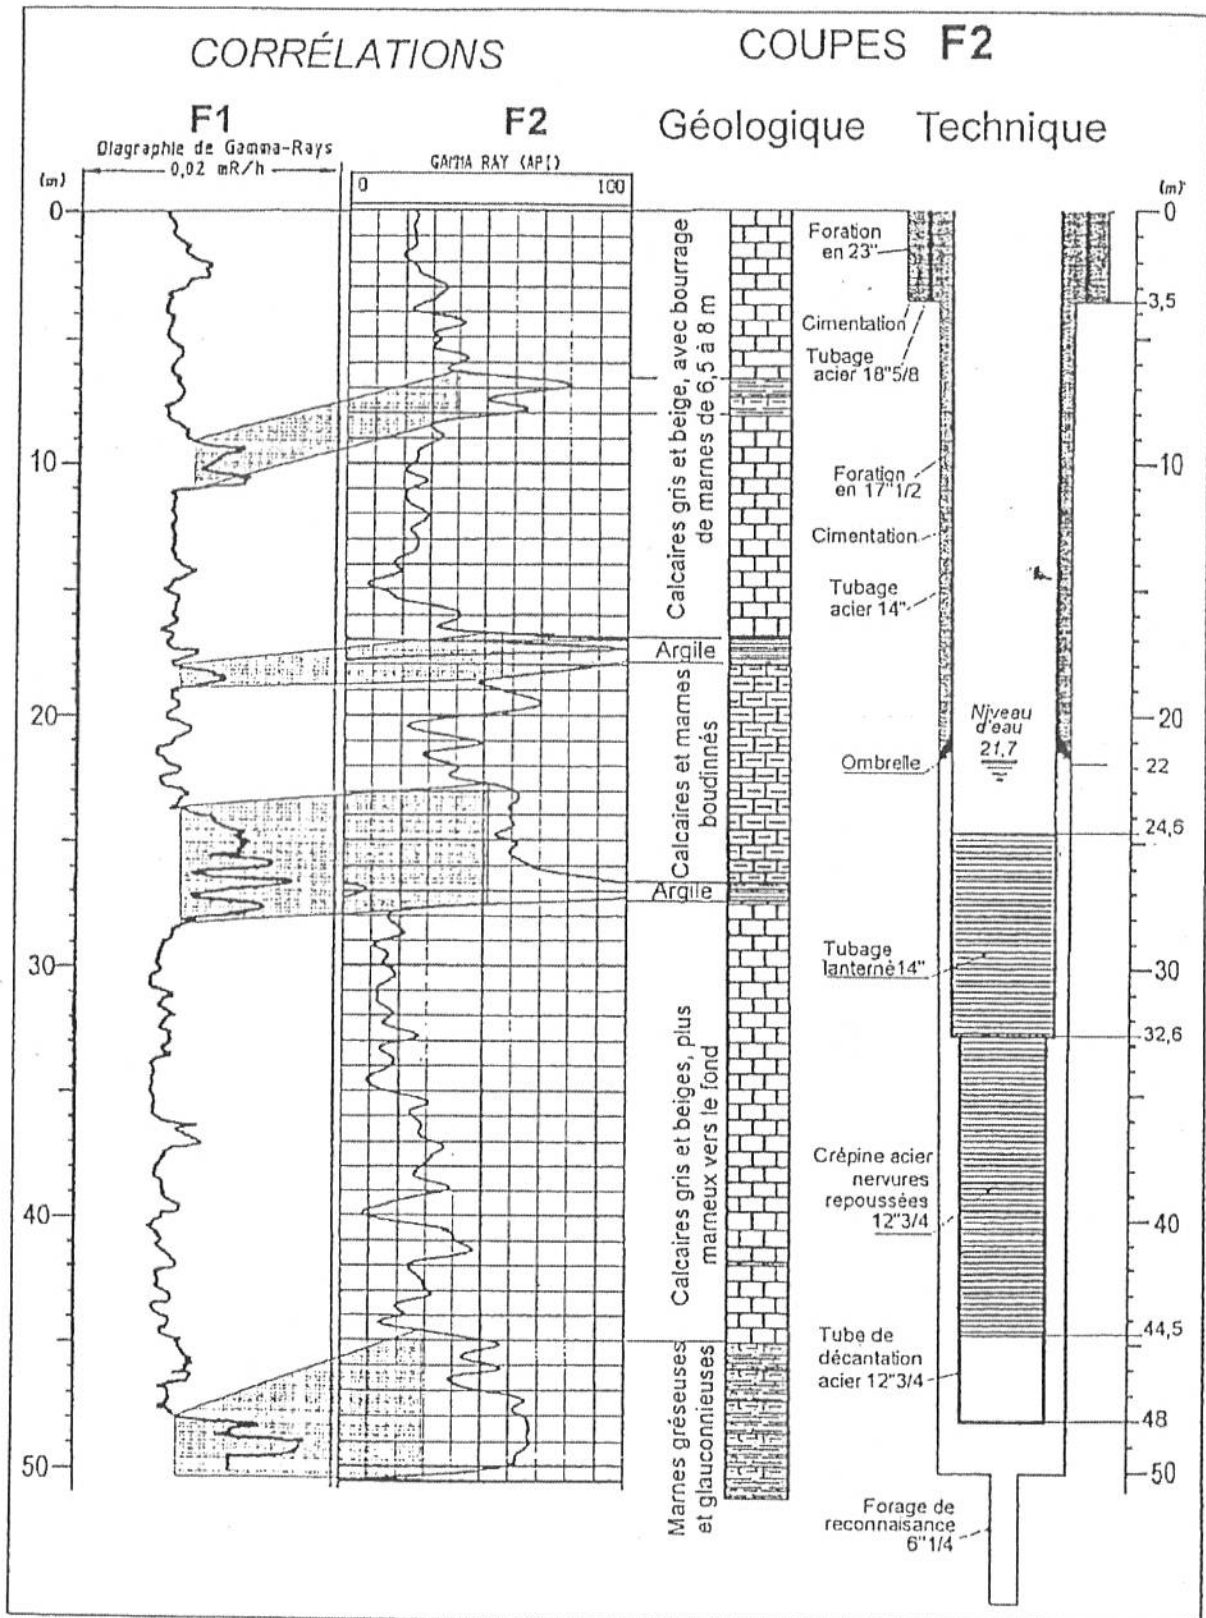 CORRÉLATIONS
COUPES F2
F1
F2
Géologique
Technique
Diagraphie de Gamma-Rays
0,02 mR/h
GAMMA RAY (API)
0
100
(m)
(m)
0
10
20
30
40
50
Calcaires gris et beige, avec bourrage
de marnes de 6,5 à 8 m
Argile
Calcaires et marnes
boudinnés
Argile
Calcaires gris et beiges, plus
marneux vers le fond
Marnes gréseuses
et glauconnieuses
Foration
en 23"
Cimentation
Tubage
acier 18"5/8
Foration
en 17"1/2
Cimentation
Tubage
acier 14"
Niveau
d'eau
21,7
Ombrelle
Tubage
lanterné 14"
Crépine acier
nervures
repoussées
12"3/4
Tube de
décantation
acier 12"3/4
Forage de
reconnaisance
6"1/4
0
3,5
10
20
22
24,6
30
32,6
40
44,5
48
50